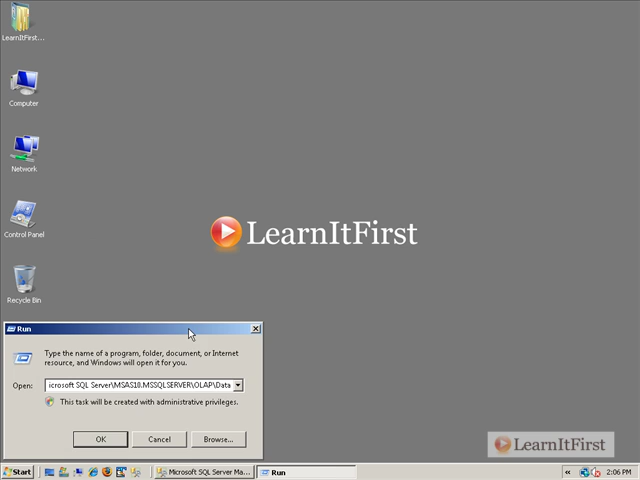 LearnItFirst...
Computer
Network
Control Panel
Recycle Bin
LearnItFirst
Run
Type the name of a program, folder, document, or Internet
resource, and Windows will open it for you.
Open: icrosoft SQL Server\MSAS10.MSSQLSERVER\OLAP\Data
This task will be created with administrative privileges.
OK Cancel Browse...
LearnItFirst
Start Microsoft SQL Server Ma... Run « 2:06 PM